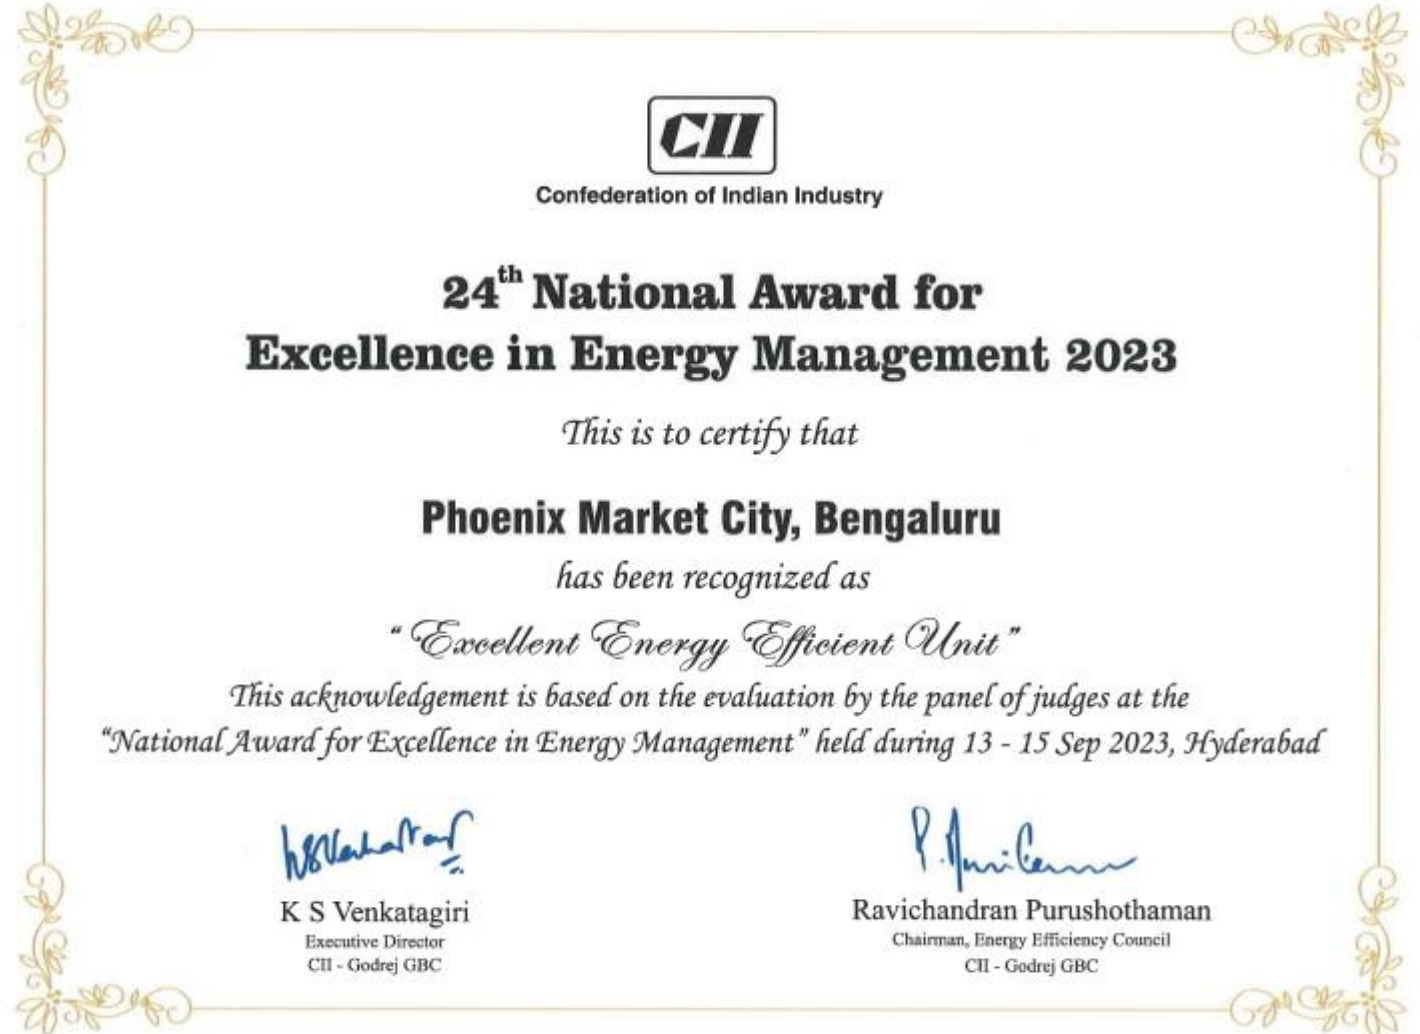 CII
Confederation of Indian Industry
24th National Award for
Excellence in Energy Management 2023
This is to certify that
Phoenix Market City, Bengaluru
has been recognized as
"Excellent Energy Efficient Unit"
This acknowledgement is based on the evaluation by the panel of judges at the
"National Award for Excellence in Energy Management" held during 13 - 15 Sep 2023, Hyderabad
K S Venkatagiri
Executive Director
CII - Godrej GBC
Ravichandran Purushothaman
Chairman, Energy Efficiency Council
CII - Godrej GBC